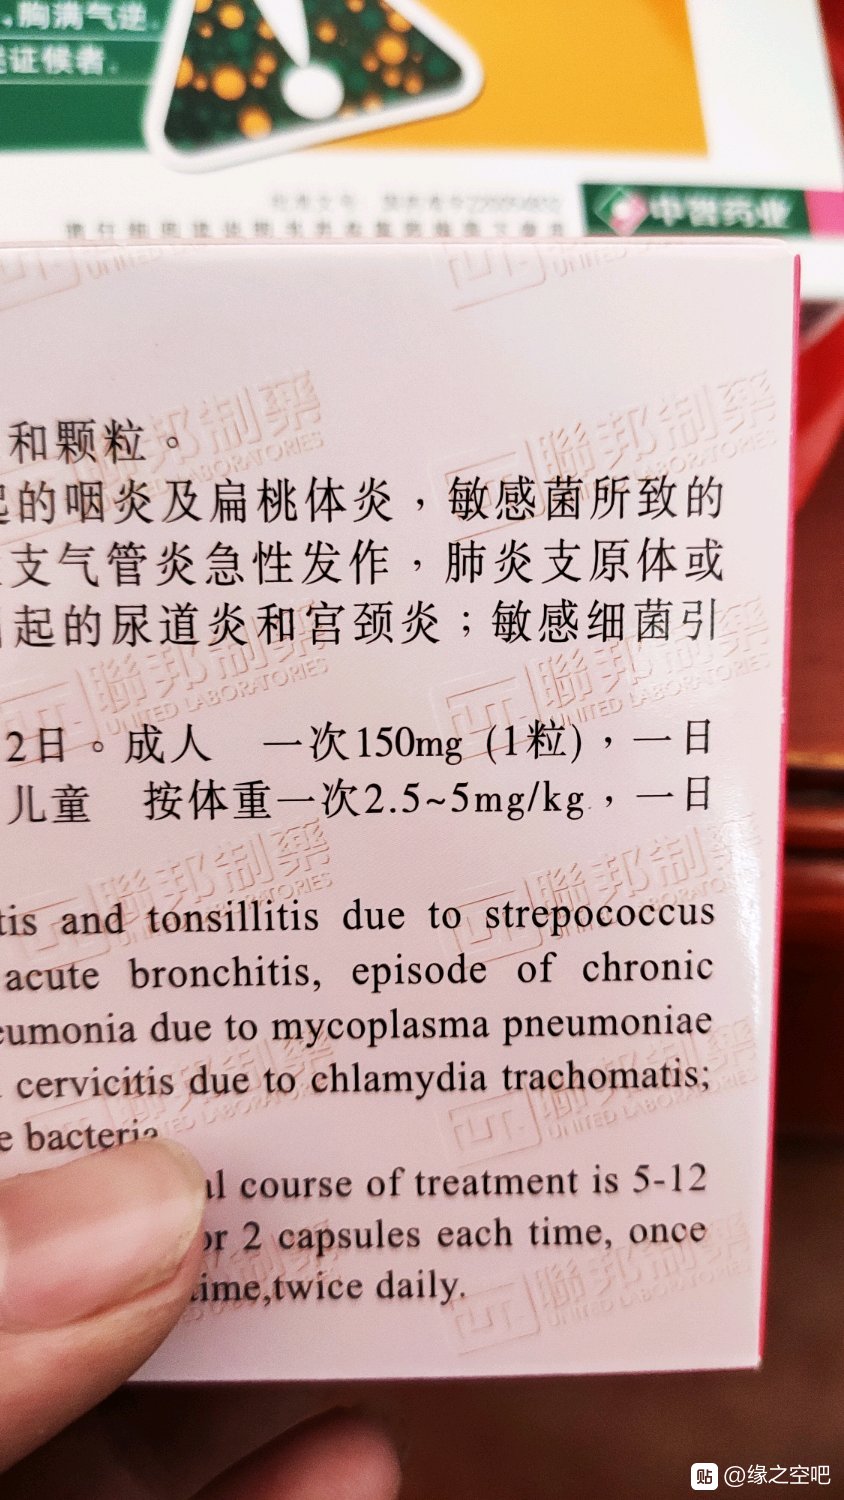 胸满气逆.
证候者.
中智药业
和颗粒。
起的咽炎及扁桃体炎，敏感菌所致的
支气管炎急性发作，肺炎支原体或
起的尿道炎和宫颈炎；敏感细菌引
2日。成人 一次150mg (1粒)，一日
儿童 按体重一次2.5~5mg/kg，一日
tis and tonsillitis due to strepococcus
acute bronchitis, episode of chronic
eumonia due to mycoplasma pneumoniae
cervicitis due to chlamydia trachomatis;
e bacteria
al course of treatment is 5-12
or 2 capsules each time, once
time,twice daily.
聯邦制藥
UNITED LABORATORIES
贴 @缘之空吧